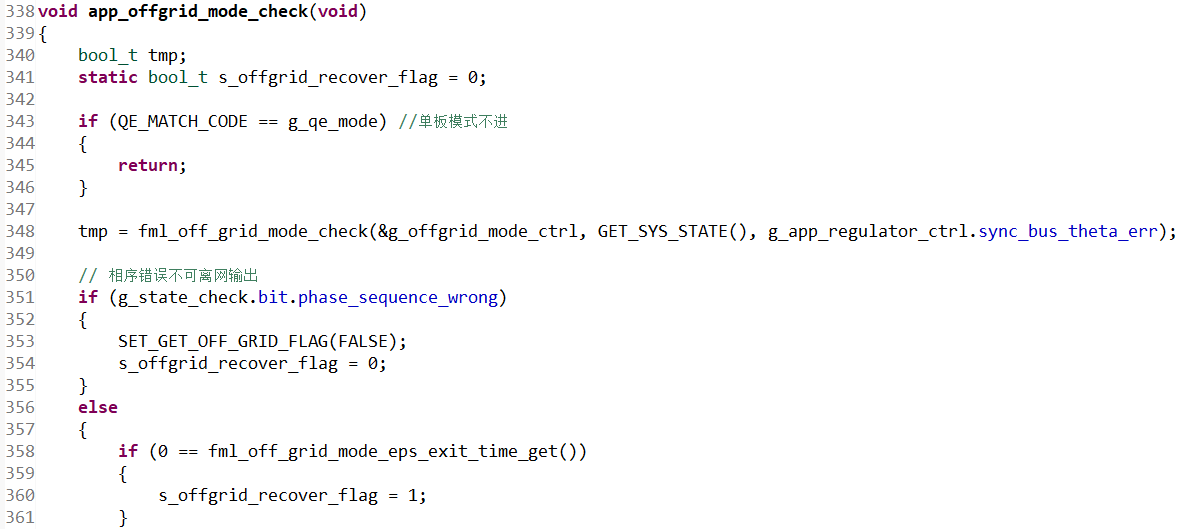 338 void app_offgrid_mode_check(void)
339 {
340     bool_t tmp;
341     static bool_t s_offgrid_recover_flag = 0;
342
343     if (QE_MATCH_CODE == g_qe_mode) //单板模式不进
344     {
345         return;
346     }
347
348     tmp = fml_off_grid_mode_check(&g_offgrid_mode_ctrl, GET_SYS_STATE(), g_app_regulator_ctrl.sync_bus_theta_err);
349
350     // 相序错误不可离网输出
351     if (g_state_check.bit.phase_sequence_wrong)
352     {
353         SET_GET_OFF_GRID_FLAG(FALSE);
354         s_offgrid_recover_flag = 0;
355     }
356     else
357     {
358         if (0 == fml_off_grid_mode_eps_exit_time_get())
359         {
360             s_offgrid_recover_flag = 1;
361         }